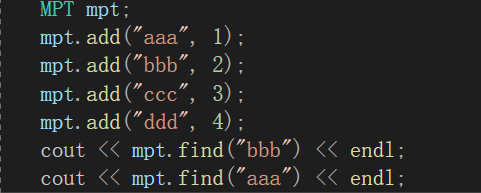 MPT mpt;
mpt.add("aaa", 1);
mpt.add("bbb", 2);
mpt.add("ccc", 3);
mpt.add("ddd", 4);
cout << mpt.find("bbb") << endl;
cout << mpt.find("aaa") << endl;